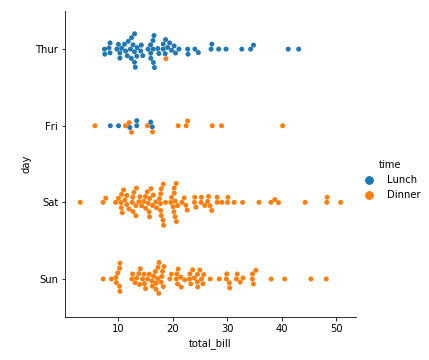 Thur
Fri
Sat
Sun
day
10 20 30 40 50
total_bill
time
Lunch
Dinner